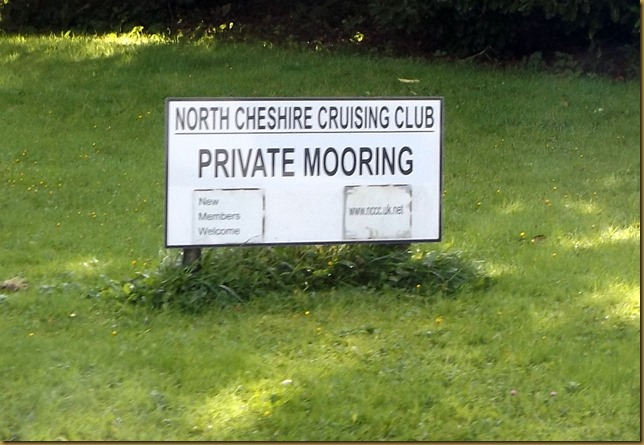 NORTH CHESHIRE CRUISING CLUB
PRIVATE MOORING
New
Members
Welcome
www.nccc.uk.net